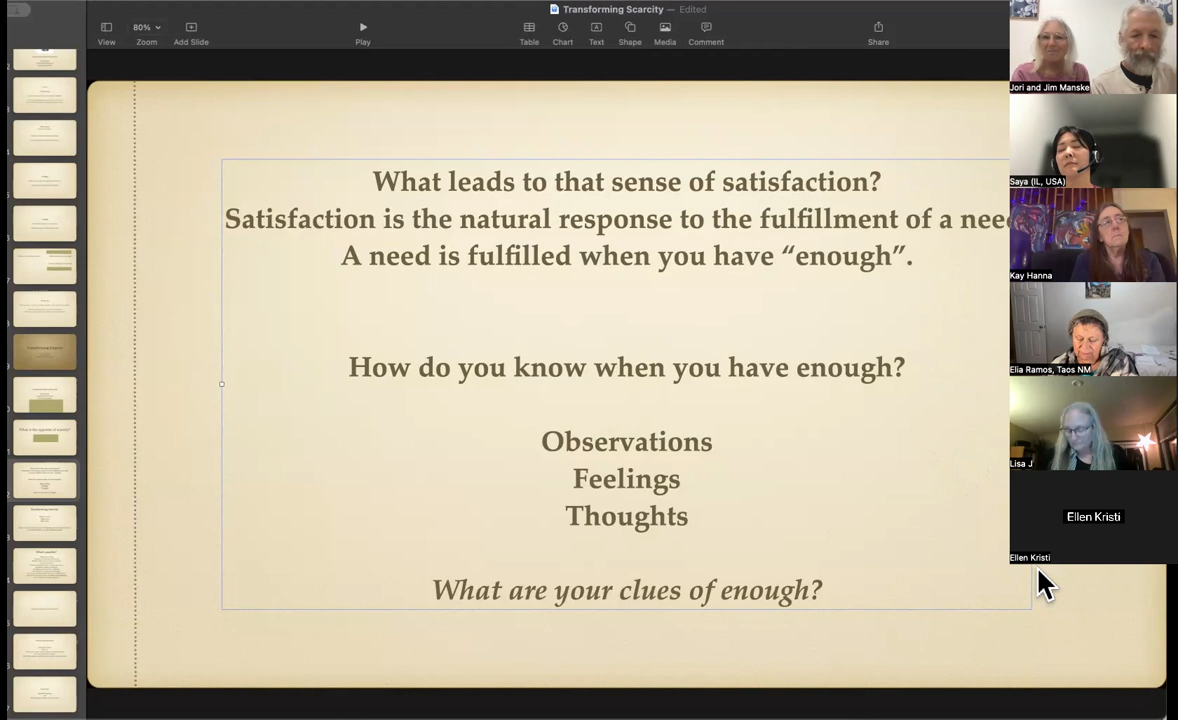 Transforming Scarcity — Edited
80%
View
Zoom
Add Slide
Play
Table
Chart
Text
Shape
Media
Comment
Share
What leads to that sense of satisfaction?
Satisfaction is the natural response to the fulfillment of a
A need is fulfilled when you have “enough”.
How do you know when you have enough?
Observations
Feelings
Thoughts
What are your clues of enough?
Jori and Jim Manske
Saya (IL, USA)
Kay Hanna
Elia Ramos, Taos NM
Lisa J
Ellen Kristi
Ellen Kristi